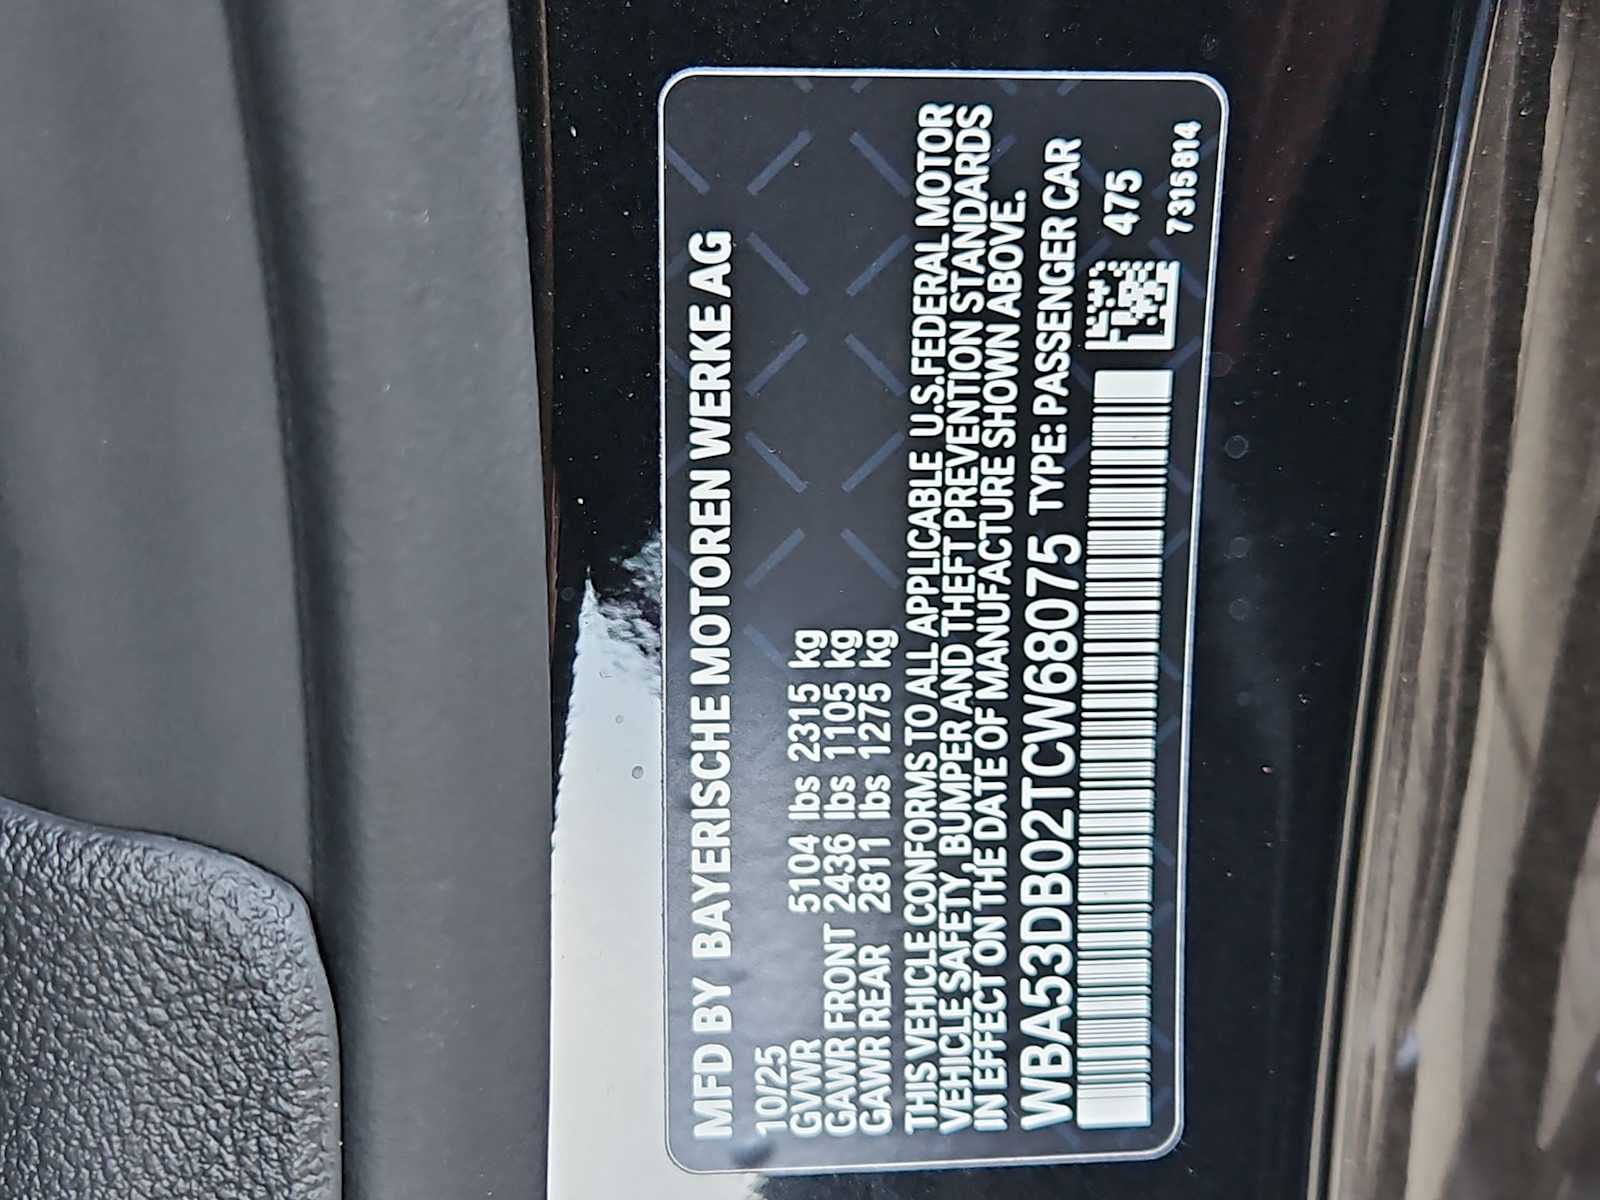 MFD BY BAYERISCHE MOTOREN WERKE AG
10/25
GVWR 5104 lbs 2315 kg
GAWR FRONT 2436 lbs 1105 kg
GAWR REAR 2811 lbs 1275 kg
THIS VEHICLE CONFORMS TO ALL APPLICABLE U.S. FEDERAL MOTOR
VEHICLE SAFETY, BUMPER AND THEFT PREVENTION STANDARDS
IN EFFECT ON THE DATE OF MANUFACTURE SHOWN ABOVE.
WBA53DB02TCW68075 TYPE: PASSENGER CAR
475
7315814